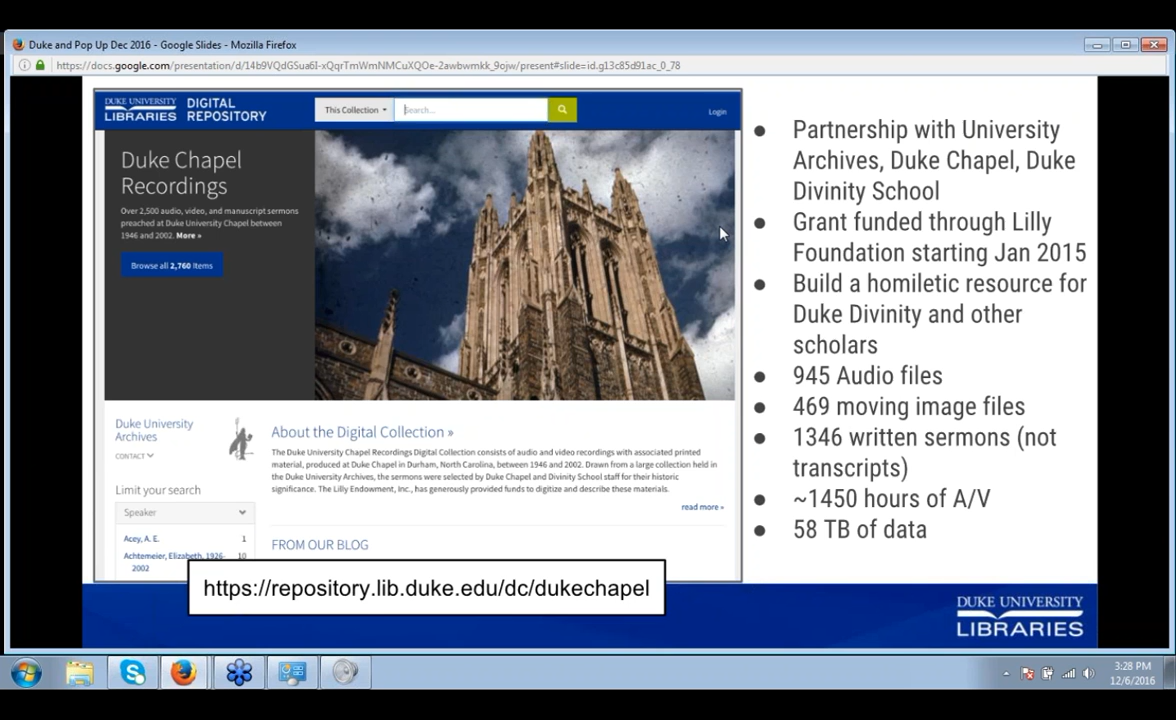 Duke and Pop Up Dec 2016 - Google Slides - Mozilla Firefox
https://docs.google.com/presentation/d/14b9VQdGSua6I-xQqrTmWmNMCuXQOe-2awbwmkk_9ojw/present#slide=id.g13c85d91ac_0_78
DUKE UNIVERSITY
LIBRARIES
DIGITAL
REPOSITORY
This Collection
Search...
Login
Duke Chapel
Recordings
Over 2,500 audio, video, and manuscript sermons
preached at Duke University Chapel between
1946 and 2002. More »
Browse all 2,760 Items
Duke University
Archives
CONTACT
Limit your search
Speaker
Acey, A. E. 1
Achtemeier, Elizabeth, 1926- 10
2002
About the Digital Collection »
The Duke University Chapel Recordings Digital Collection consists of audio and video recordings with associated printed
material, produced at Duke Chapel in Durham, North Carolina, between 1946 and 2002. Drawn from a large collection held in
the Duke University Archives, the sermons were selected by Duke Chapel and Divinity School staff for their historic
significance. The Lilly Endowment, Inc., has generously provided funds to digitize and describe these materials.
read more »
FROM OUR BLOG
https://repository.lib.duke.edu/dc/dukechapel
● Partnership with University
Archives, Duke Chapel, Duke
Divinity School
● Grant funded through Lilly
Foundation starting Jan 2015
● Build a homiletic resource for
Duke Divinity and other
scholars
● 945 Audio files
● 469 moving image files
● 1346 written sermons (not
transcripts)
● ~1450 hours of A/V
● 58 TB of data
DUKE UNIVERSITY
LIBRARIES
3:28 PM
12/6/2016